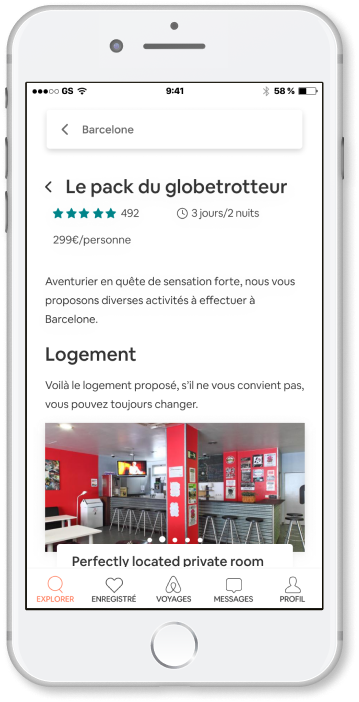 GS 9:41 58 %
Barcelone
Le pack du globetrotteur
492 3 jours/2 nuits
299€/personne
Aventurier en quête de sensation forte, nous vous
proposons diverses activités à effectuer à
Barcelone.
Logement
Voilà le logement proposé, s'il ne vous convient pas,
vous pouvez toujours changer.
Perfectly located private room
EXPLORER ENREGISTRÉ VOYAGES MESSAGES PROFIL